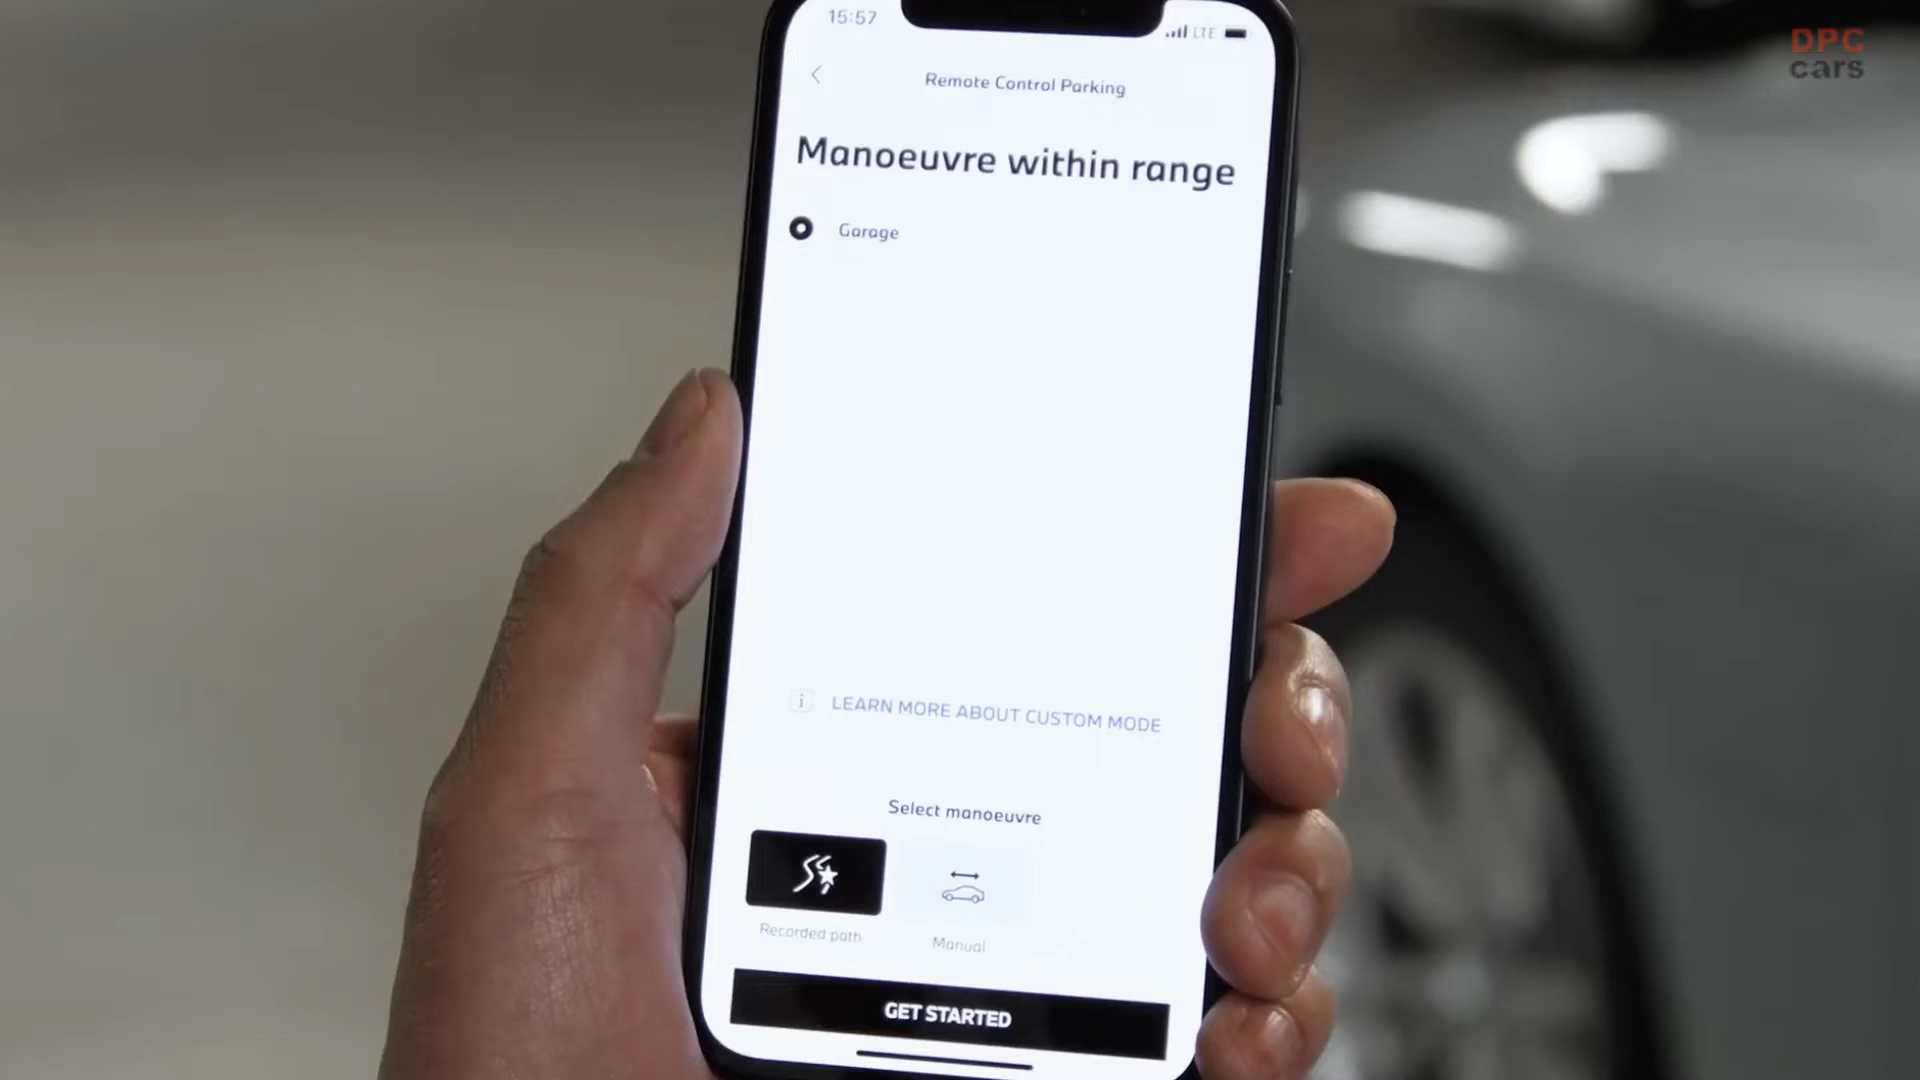 15:57
LTE
DPC
cars
Remote Control Parking
Manoeuvre within range
Garage
i LEARN MORE ABOUT CUSTOM MODE
Select manoeuvre
Recorded path
Manual
GET STARTED